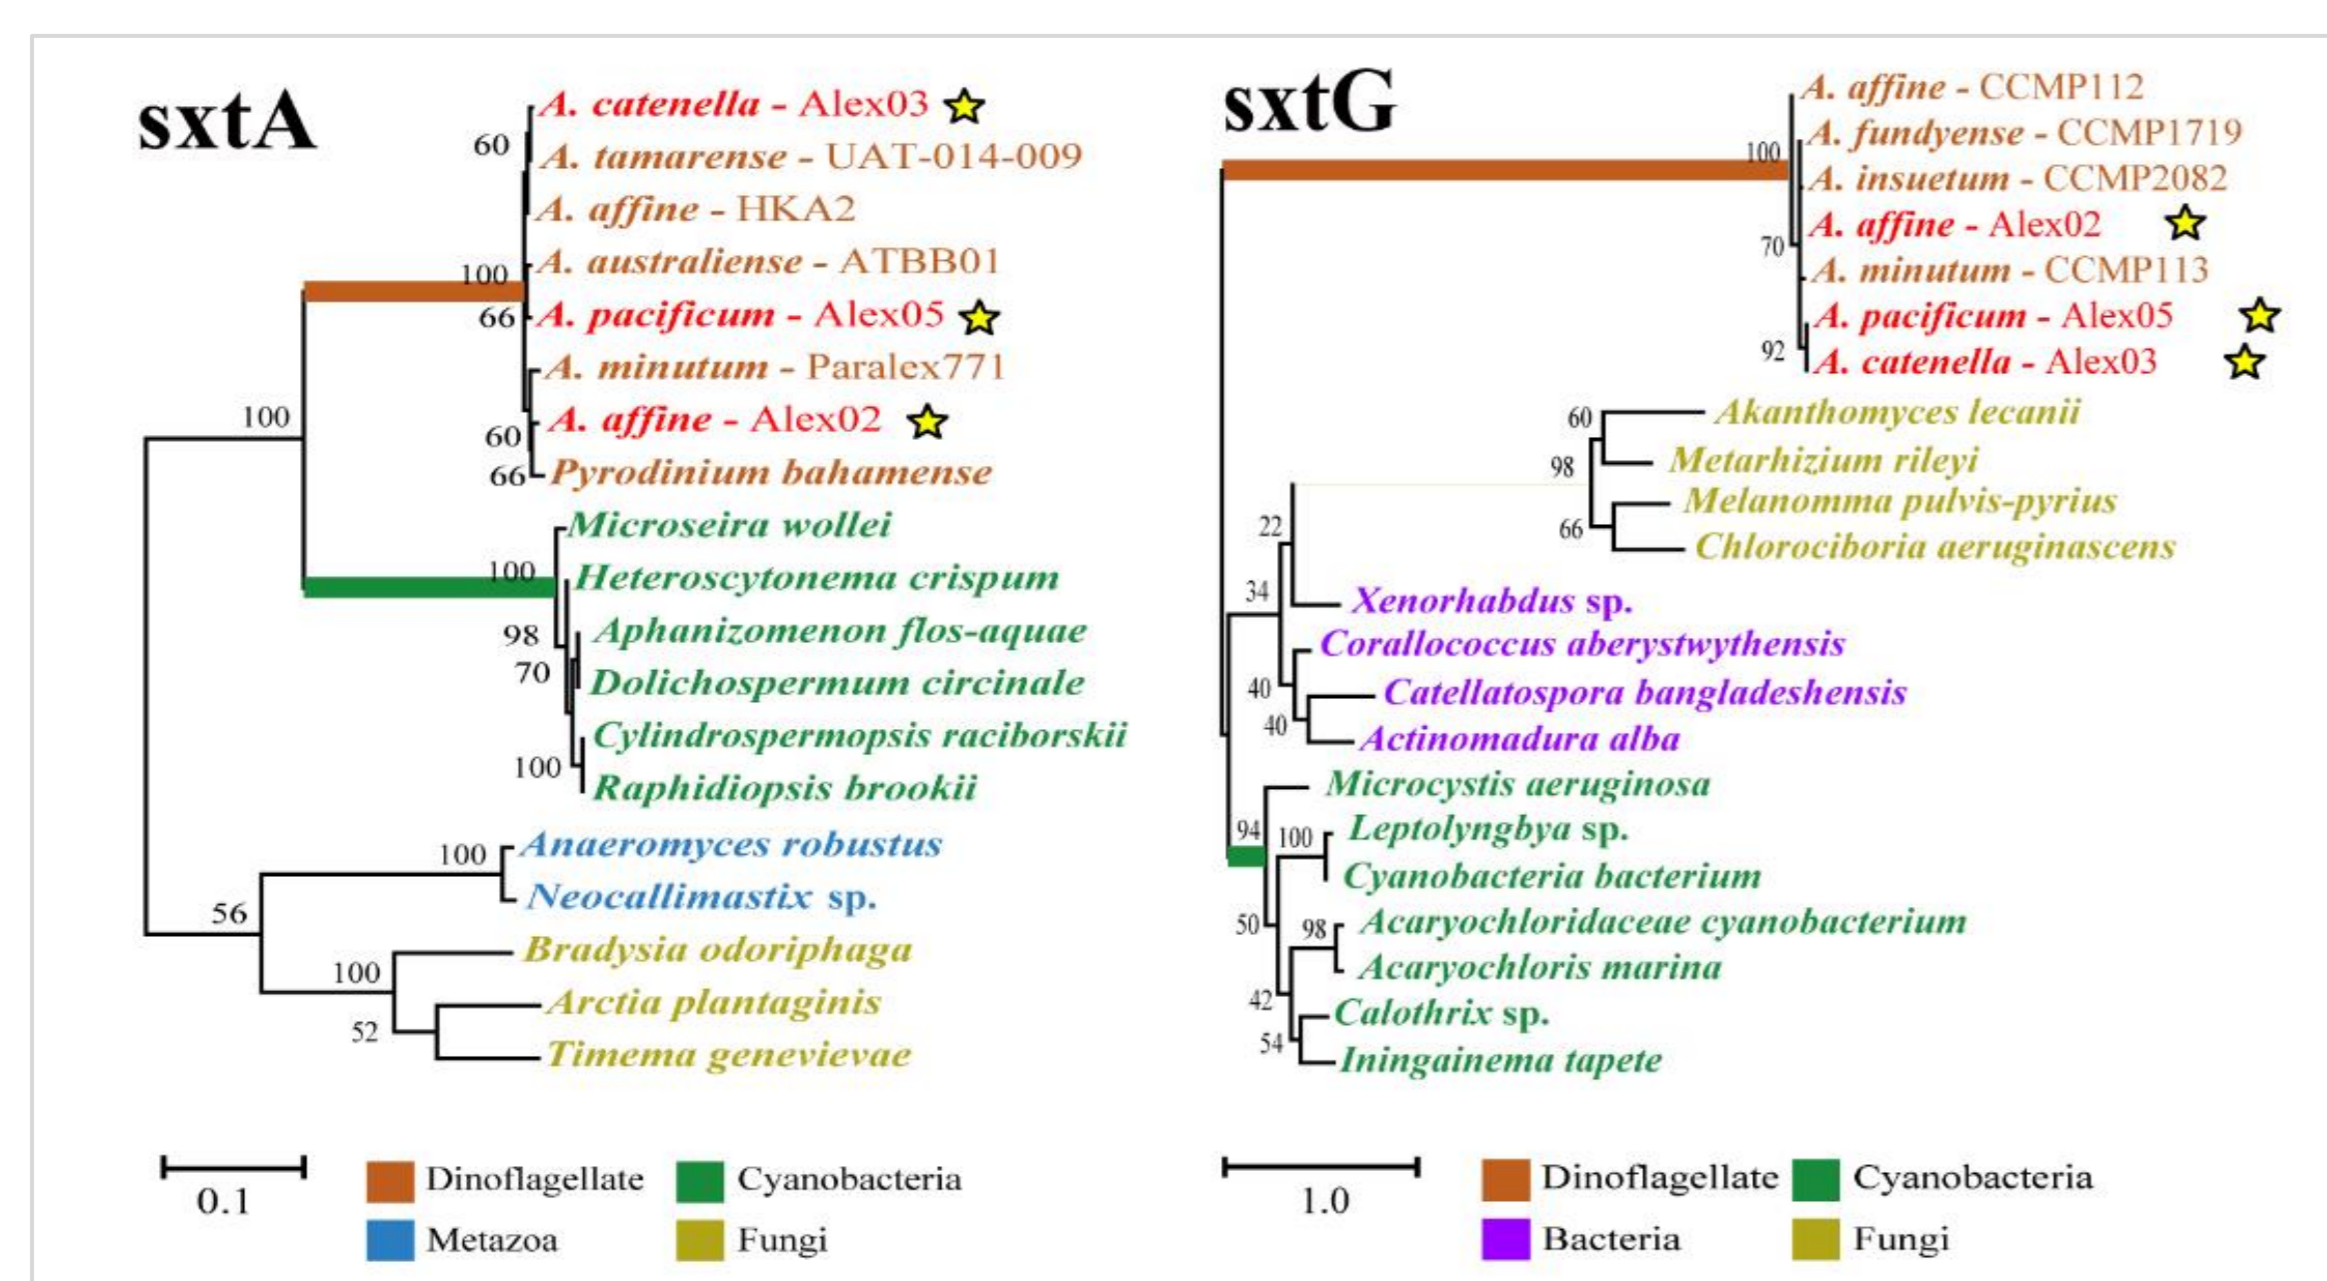 sxtA
A. catenella - Alex03
60
A. tamarense - UAT-014-009
A. affine - HKA2
A. australiense - ATBB01
100
66
A. pacificum - Alex05
A. minutum - Paralex771
100
A. affine - Alex02
60
66
Pyrodinium bahamense
Microseira wollei
100
Heteroscytonema crispum
98
Aphanizomenon flos-aquae
70
Dolichospermum circinale
Cylindrospermopsis raciborskii
100
Raphidiopsis brookii
100
Anaeromyces robustus
Neocallimastix sp.
56
Bradysia odoriphaga
100
Arctia plantaginis
52
Timema genevievae
0.1
Dinoflagellate
Cyanobacteria
Metazoa
Fungi
sxtG
A. affine - CCMP112
A. fundyense - CCMP1719
100
A. insuetum - CCMP2082
A. affine - Alex02
70
A. minutum - CCMP113
A. pacificum - Alex05
92
A. catenella - Alex03
60
Akanthomyces lecanii
98
Metarhizium rileyi
Melanomma pulvis-pyrius
66
Chlorociboria aeruginascens
22
34
Xenorhabdus sp.
Corallococcus aberystwythensis
40
Catellatospora bangladeshensis
40
Actinomadura alba
Microcystis aeruginosa
94
100
Leptolyngbya sp.
Cyanobacteria bacterium
50
98
Acaryochloridaceae cyanobacterium
Acaryochloris marina
42
Calothrix sp.
54
Iningainema tapete
1.0
Dinoflagellate
Cyanobacteria
Bacteria
Fungi